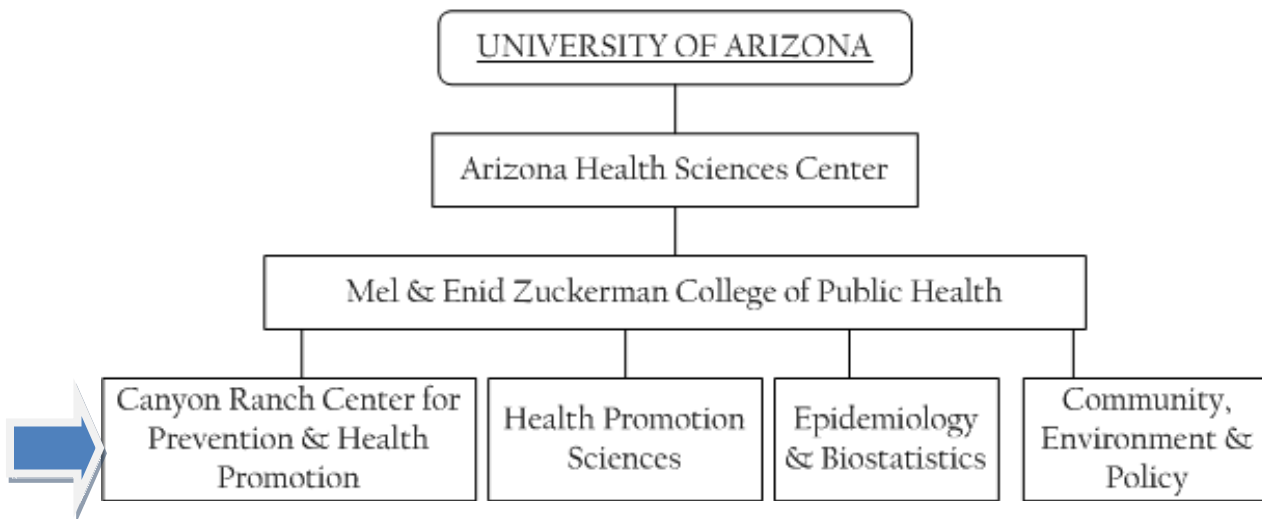 UNIVERSITY OF ARIZONA
Arizona Health Sciences Center
Mel & Enid Zuckerman College of Public Health
Canyon Ranch Center for
Prevention & Health
Promotion
Health Promotion
Sciences
Epidemiology
& Biostatistics
Community,
Environment &
Policy